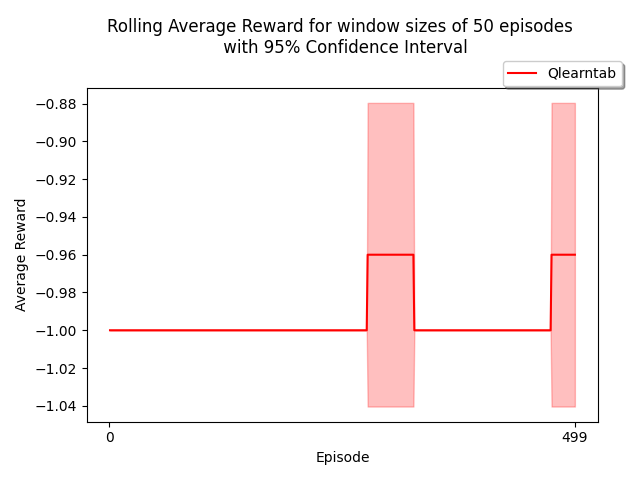 Rolling Average Reward for window sizes of 50 episodes
with 95% Confidence Interval
Qlearntab
−0.88
−0.90
−0.92
−0.94
−0.96
−0.98
−1.00
−1.02
−1.04
Average Reward
0
499
Episode